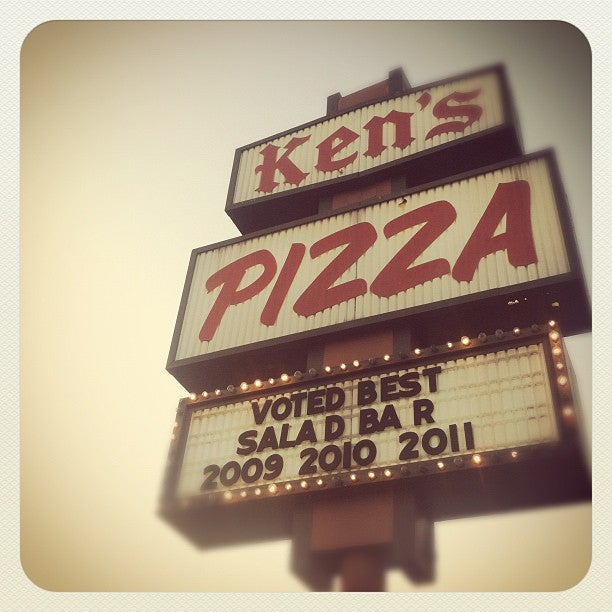 Ken's
PIZZA
VOTED BEST
SALAD BAR
2009 2010 2011